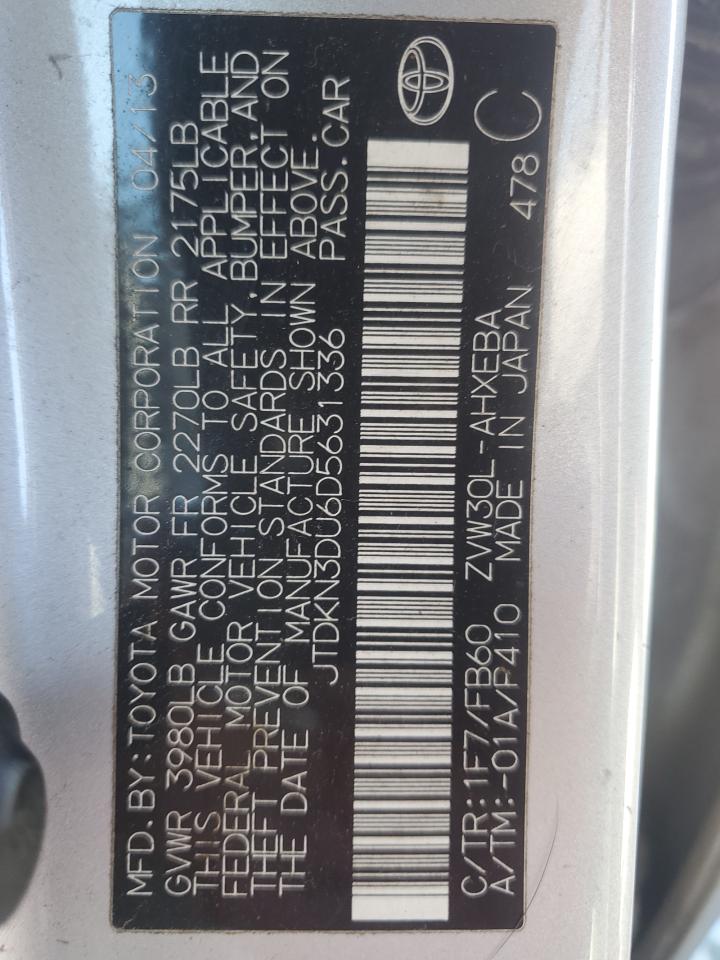 MFD. BY: TOYOTA MOTOR CORPORATION 04/13
GVWR 3980LB GAWR FR 2270LB RR 2175LB
THIS VEHICLE CONFORMS TO ALL APPLICABLE
FEDERAL MOTOR VEHICLE SAFETY, BUMPER, AND
THEFT PREVENTION STANDARDS IN EFFECT ON
THE DATE OF MANUFACTURE SHOWN ABOVE.
JTDKN3DU6D5631336 PASS. CAR
C/TR: 1F7/FB60 ZVW30L-AHXEBA
A/TM: -01A/P410 MADE IN JAPAN 478
C